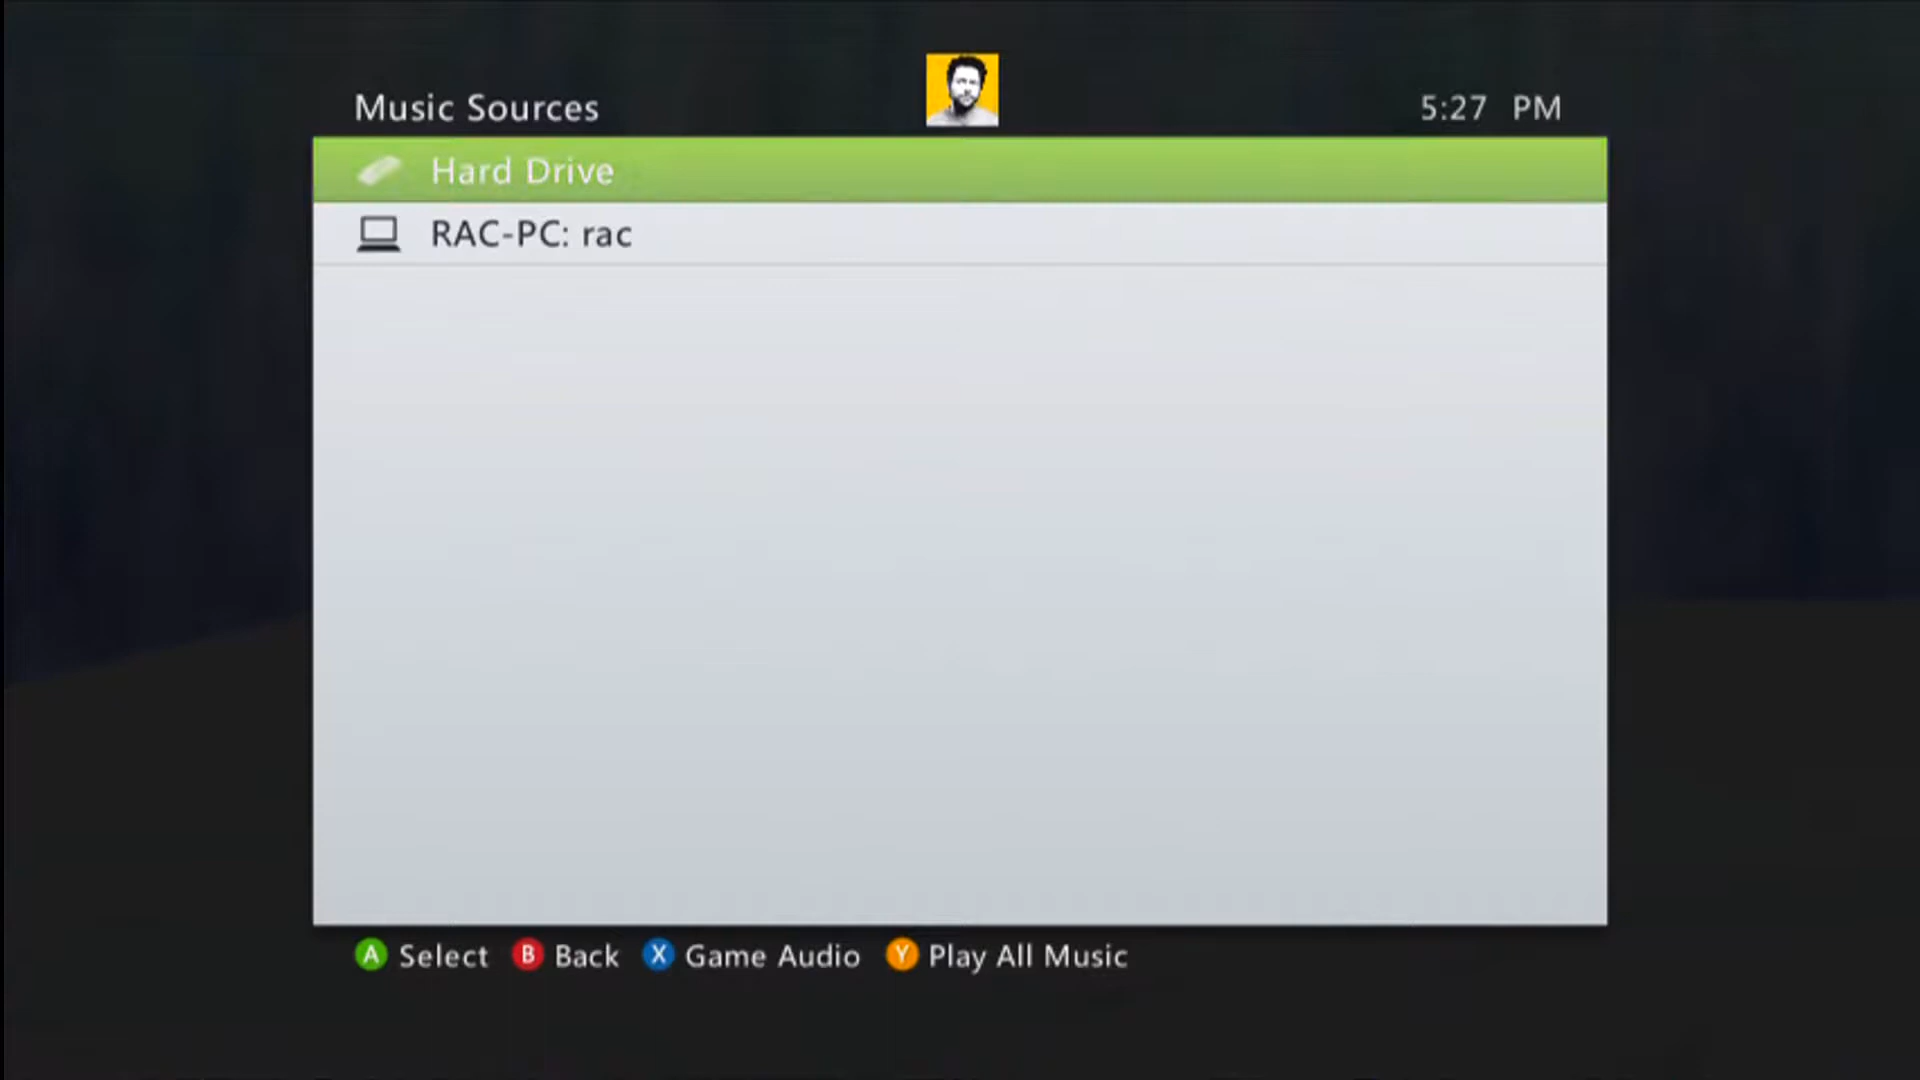 Music Sources
5:27 PM
Hard Drive
RAC-PC: rac
A Select B Back X Game Audio Y Play All Music